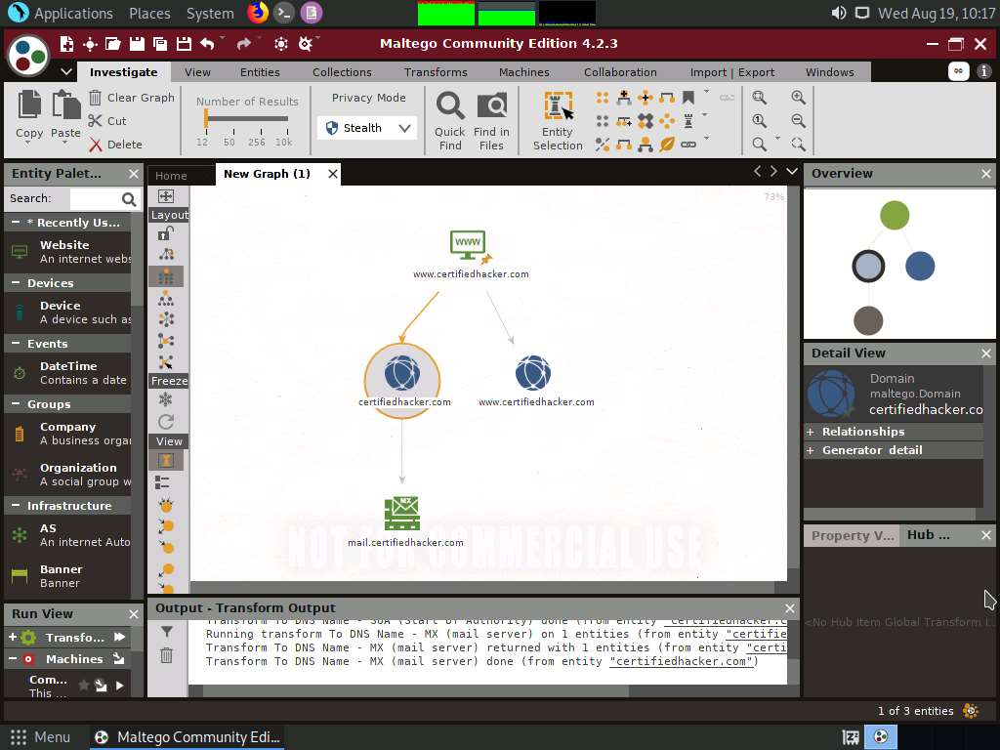 Applications Places System
Wed Aug 19, 10:17
Maltego Community Edition 4.2.3
Investigate View Entities Collections Transforms Machines Collaboration Import | Export Windows
Copy
Paste
Clear Graph
Cut
Delete
Number of Results
12 50 256 10k
Privacy Mode
Stealth
Quick
Find
Find in
Files
Entity
Selection
Entity Palet...
Search:
* Recently Us...
Website
An internet webs
Devices
Device
A device such as
Events
DateTime
Contains a date
Groups
Company
A business organ
Organization
A social group w
Infrastructure
AS
An internet Auto
Banner
Banner
Run View
Transfo...
Machines
Com...
This ...
Home
New Graph (1)
Layout
Freeze
View
73%
WWW
www.certifiedhacker.com
certifiedhacker.com
www.certifiedhacker.com
MX
mail.certifiedhacker.com
NOT FOR COMMERCIAL USE
Output - Transform Output
Transform To DNS Name - SOA (Start of Authority) done (from entity "certifiedhacker.c
Running transform To DNS Name - MX (mail server) on 1 entities (from entity "certifie
Transform To DNS Name - MX (mail server) returned with 1 entities (from entity "certi
Transform To DNS Name - MX (mail server) done (from entity "certifiedhacker.com")
Overview
Detail View
Domain
maltego.Domain
certifiedhacker.co
+ Relationships
+ Generator detail
Property V...
Hub ...
<No Hub Item Global Transform I...
1 of 3 entities
Menu
Maltego Community Edi...